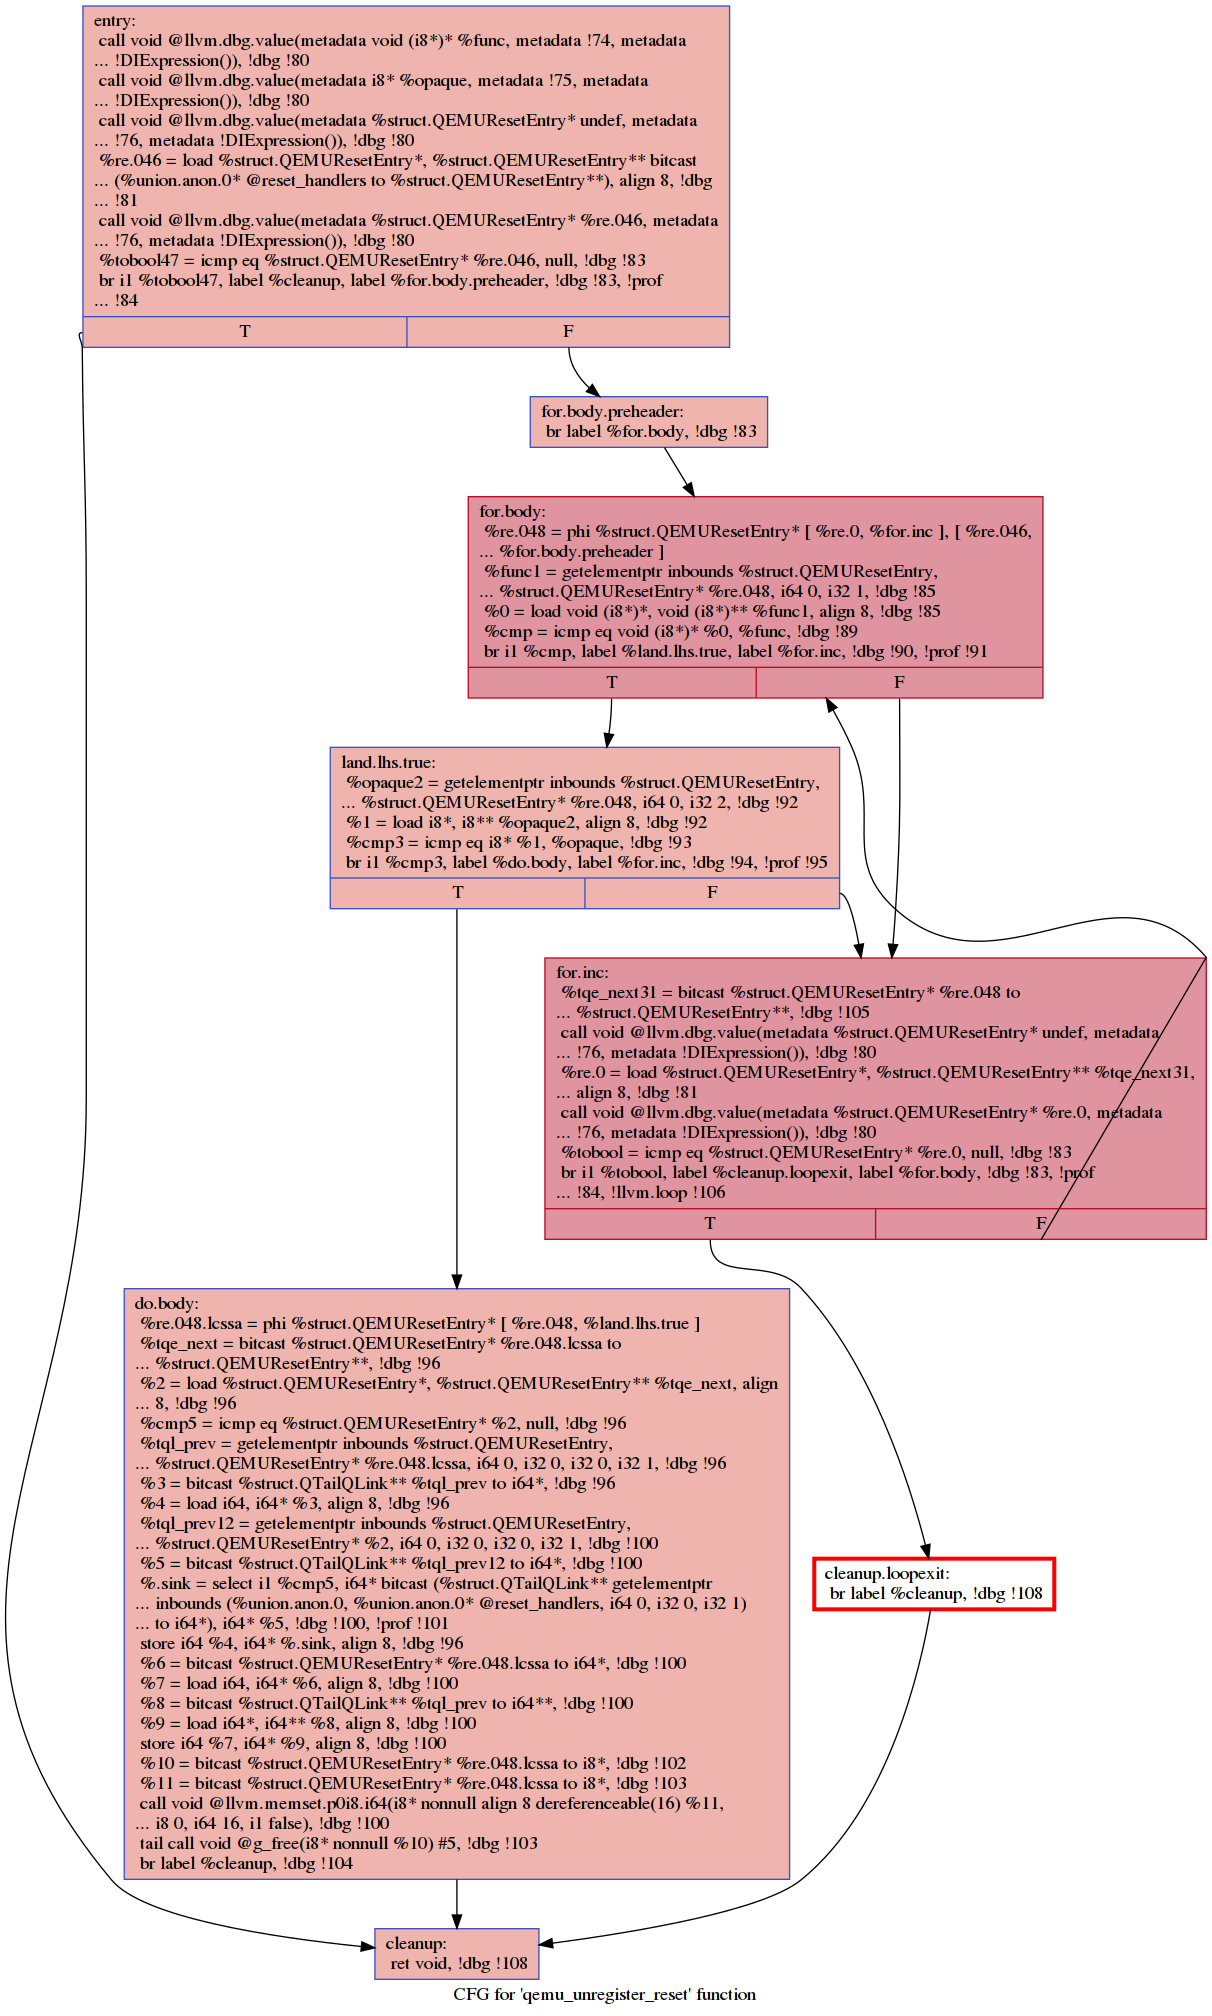 entry:
call void @llvm.dbg.value(metadata void (i8*)* %func, metadata !74, metadata
... !DIExpression()), !dbg !80
call void @llvm.dbg.value(metadata i8* %opaque, metadata !75, metadata
... !DIExpression()), !dbg !80
call void @llvm.dbg.value(metadata %struct.QEMUResetEntry* undef, metadata
... !76, metadata !DIExpression()), !dbg !80
%re.046 = load %struct.QEMUResetEntry*, %struct.QEMUResetEntry** bitcast
... (%union.anon.0* @reset_handlers to %struct.QEMUResetEntry**), align 8, !dbg
... !81
call void @llvm.dbg.value(metadata %struct.QEMUResetEntry* %re.046, metadata
... !76, metadata !DIExpression()), !dbg !80
%tobool47 = icmp eq %struct.QEMUResetEntry* %re.046, null, !dbg !83
br i1 %tobool47, label %cleanup, label %for.body.preheader, !dbg !83, !prof
... !84
T F
for.body.preheader:
br label %for.body, !dbg !83
for.body:
%re.048 = phi %struct.QEMUResetEntry* [ %re.0, %for.inc ], [ %re.046,
... %for.body.preheader ]
%func1 = getelementptr inbounds %struct.QEMUResetEntry,
... %struct.QEMUResetEntry* %re.048, i64 0, i32 1, !dbg !85
%0 = load void (i8*)*, void (i8*)** %func1, align 8, !dbg !85
%cmp = icmp eq void (i8*)* %0, %func, !dbg !89
br i1 %cmp, label %land.lhs.true, label %for.inc, !dbg !90, !prof !91
T F
land.lhs.true:
%opaque2 = getelementptr inbounds %struct.QEMUResetEntry,
... %struct.QEMUResetEntry* %re.048, i64 0, i32 2, !dbg !92
%1 = load i8*, i8** %opaque2, align 8, !dbg !92
%cmp3 = icmp eq i8* %1, %opaque, !dbg !93
br i1 %cmp3, label %do.body, label %for.inc, !dbg !94, !prof !95
T F
for.inc:
%tqe_next31 = bitcast %struct.QEMUResetEntry* %re.048 to
... %struct.QEMUResetEntry**, !dbg !105
call void @llvm.dbg.value(metadata %struct.QEMUResetEntry* undef, metadata
... !76, metadata !DIExpression()), !dbg !80
%re.0 = load %struct.QEMUResetEntry*, %struct.QEMUResetEntry** %tqe_next31,
... align 8, !dbg !81
call void @llvm.dbg.value(metadata %struct.QEMUResetEntry* %re.0, metadata
... !76, metadata !DIExpression()), !dbg !80
%tobool = icmp eq %struct.QEMUResetEntry* %re.0, null, !dbg !83
br i1 %tobool, label %cleanup.loopexit, label %for.body, !dbg !83, !prof
... !84, !llvm.loop !106
T F
do.body:
%re.048.lcssa = phi %struct.QEMUResetEntry* [ %re.048, %land.lhs.true ]
%tqe_next = bitcast %struct.QEMUResetEntry* %re.048.lcssa to
... %struct.QEMUResetEntry**, !dbg !96
%2 = load %struct.QEMUResetEntry*, %struct.QEMUResetEntry** %tqe_next, align
... 8, !dbg !96
%cmp5 = icmp eq %struct.QEMUResetEntry* %2, null, !dbg !96
%tql_prev = getelementptr inbounds %struct.QEMUResetEntry,
... %struct.QEMUResetEntry* %re.048.lcssa, i64 0, i32 0, i32 0, i32 1, !dbg !96
%3 = bitcast %struct.QTailQLink** %tql_prev to i64*, !dbg !96
%4 = load i64, i64* %3, align 8, !dbg !96
%tql_prev12 = getelementptr inbounds %struct.QEMUResetEntry,
... %struct.QEMUResetEntry* %2, i64 0, i32 0, i32 0, i32 1, !dbg !100
%5 = bitcast %struct.QTailQLink** %tql_prev12 to i64*, !dbg !100
%.sink = select i1 %cmp5, i64* bitcast (%struct.QTailQLink** getelementptr
... inbounds (%union.anon.0, %union.anon.0* @reset_handlers, i64 0, i32 0, i32 1)
... to i64*), i64* %5, !dbg !100, !prof !101
store i64 %4, i64* %.sink, align 8, !dbg !96
%6 = bitcast %struct.QEMUResetEntry* %re.048.lcssa to i64*, !dbg !100
%7 = load i64, i64* %6, align 8, !dbg !100
%8 = bitcast %struct.QTailQLink** %tql_prev to i64**, !dbg !100
%9 = load i64*, i64** %8, align 8, !dbg !100
store i64 %7, i64* %9, align 8, !dbg !100
%10 = bitcast %struct.QEMUResetEntry* %re.048.lcssa to i8*, !dbg !102
%11 = bitcast %struct.QEMUResetEntry* %re.048.lcssa to i8*, !dbg !103
call void @llvm.memset.p0i8.i64(i8* nonnull align 8 dereferenceable(16) %11,
... i8 0, i64 16, i1 false), !dbg !100
tail call void @g_free(i8* nonnull %10) #5, !dbg !103
br label %cleanup, !dbg !104
cleanup.loopexit:
br label %cleanup, !dbg !108
cleanup:
ret void, !dbg !108
CFG for 'qemu_unregister_reset' function